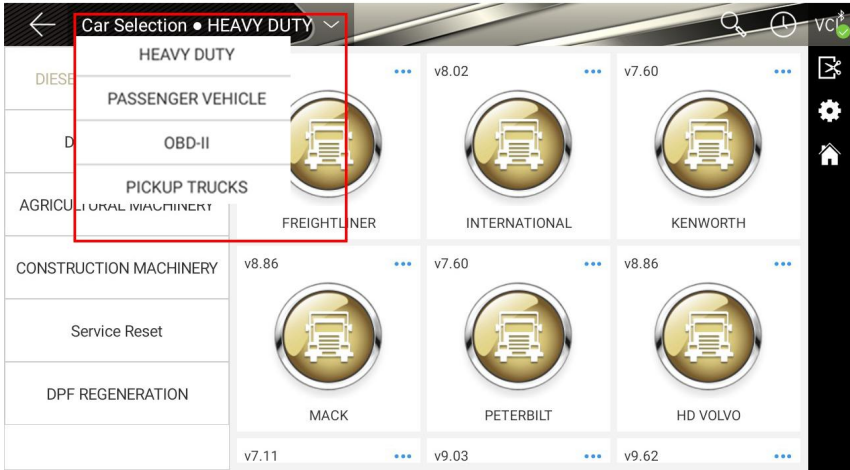 Car Selection ● HEAVY DUTY
VCI
HEAVY DUTY
PASSENGER VEHICLE
OBD-II
PICKUP TRUCKS
AGRICULTURAL MACHINERY
CONSTRUCTION MACHINERY
Service Reset
DPF REGENERATION
FREIGHTLINER
v8.02
INTERNATIONAL
v7.60
KENWORTH
v8.86
MACK
v7.60
PETERBILT
v8.86
HD VOLVO
v7.11
v9.03
v9.62